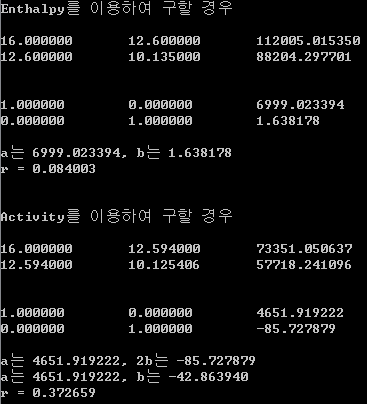 Enthalpy를 이용하여 구할 경우
16.000000 12.600000 112005.015350
12.600000 10.135000 88204.297701
1.000000 0.000000 6999.023394
0.000000 1.000000 1.638178
a는 6999.023394, b는 1.638178
r = 0.084003
Activity를 이용하여 구할 경우
16.000000 12.594000 73351.050637
12.594000 10.125406 57718.241096
1.000000 0.000000 4651.919222
0.000000 1.000000 -85.727879
a는 4651.919222, 2b는 -85.727879
a는 4651.919222, b는 -42.863940
r = 0.372659